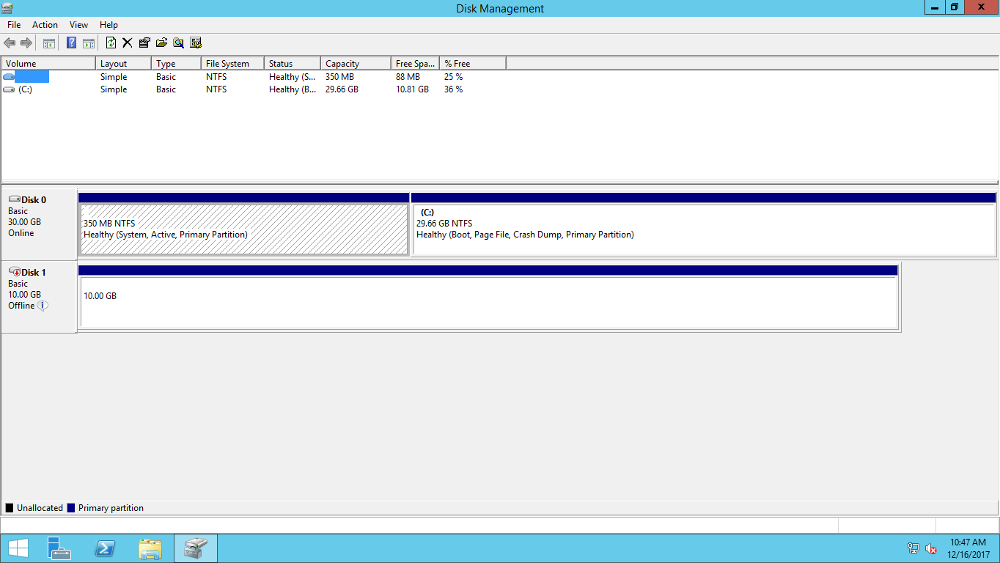 Disk Management
File Action View Help
Volume Layout Type File System Status Capacity Free Spa... % Free
Simple Basic NTFS Healthy (S... 350 MB 88 MB 25 %
(C:) Simple Basic NTFS Healthy (B... 29.66 GB 10.81 GB 36 %
Disk 0
Basic
30.00 GB
Online
350 MB NTFS
Healthy (System, Active, Primary Partition)
(C:)
29.66 GB NTFS
Healthy (Boot, Page File, Crash Dump, Primary Partition)
Disk 1
Basic
10.00 GB
Offline
10.00 GB
Unallocated Primary partition
10:47 AM
12/16/2017